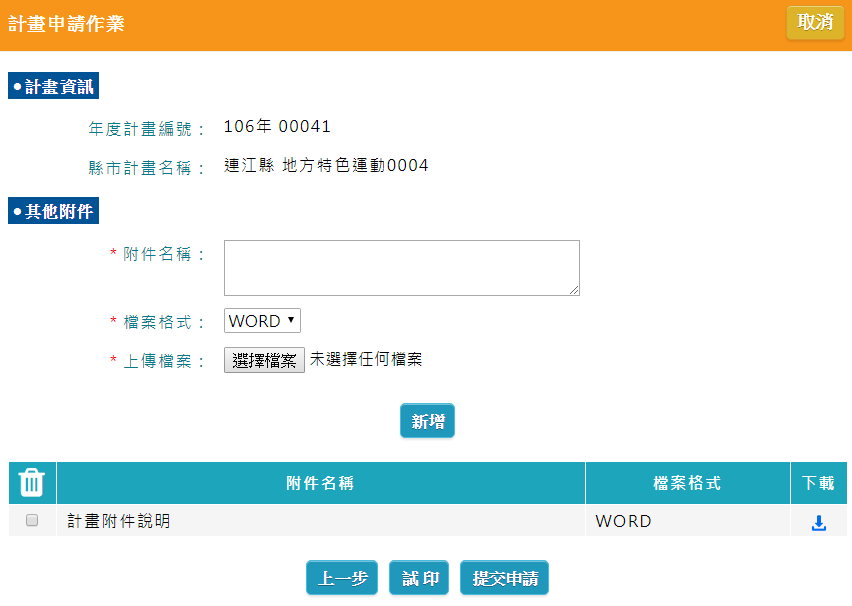 計畫申請作業 取消
●計畫資訊
年度計畫編號： 106年 00041
縣市計畫名稱： 連江縣 地方特色運動0004
●其他附件
* 附件名稱：
* 檔案格式： WORD
* 上傳檔案： 選擇檔案 未選擇任何檔案
新增
附件名稱 檔案格式 下載
計畫附件說明 WORD
上一步 試印 提交申請